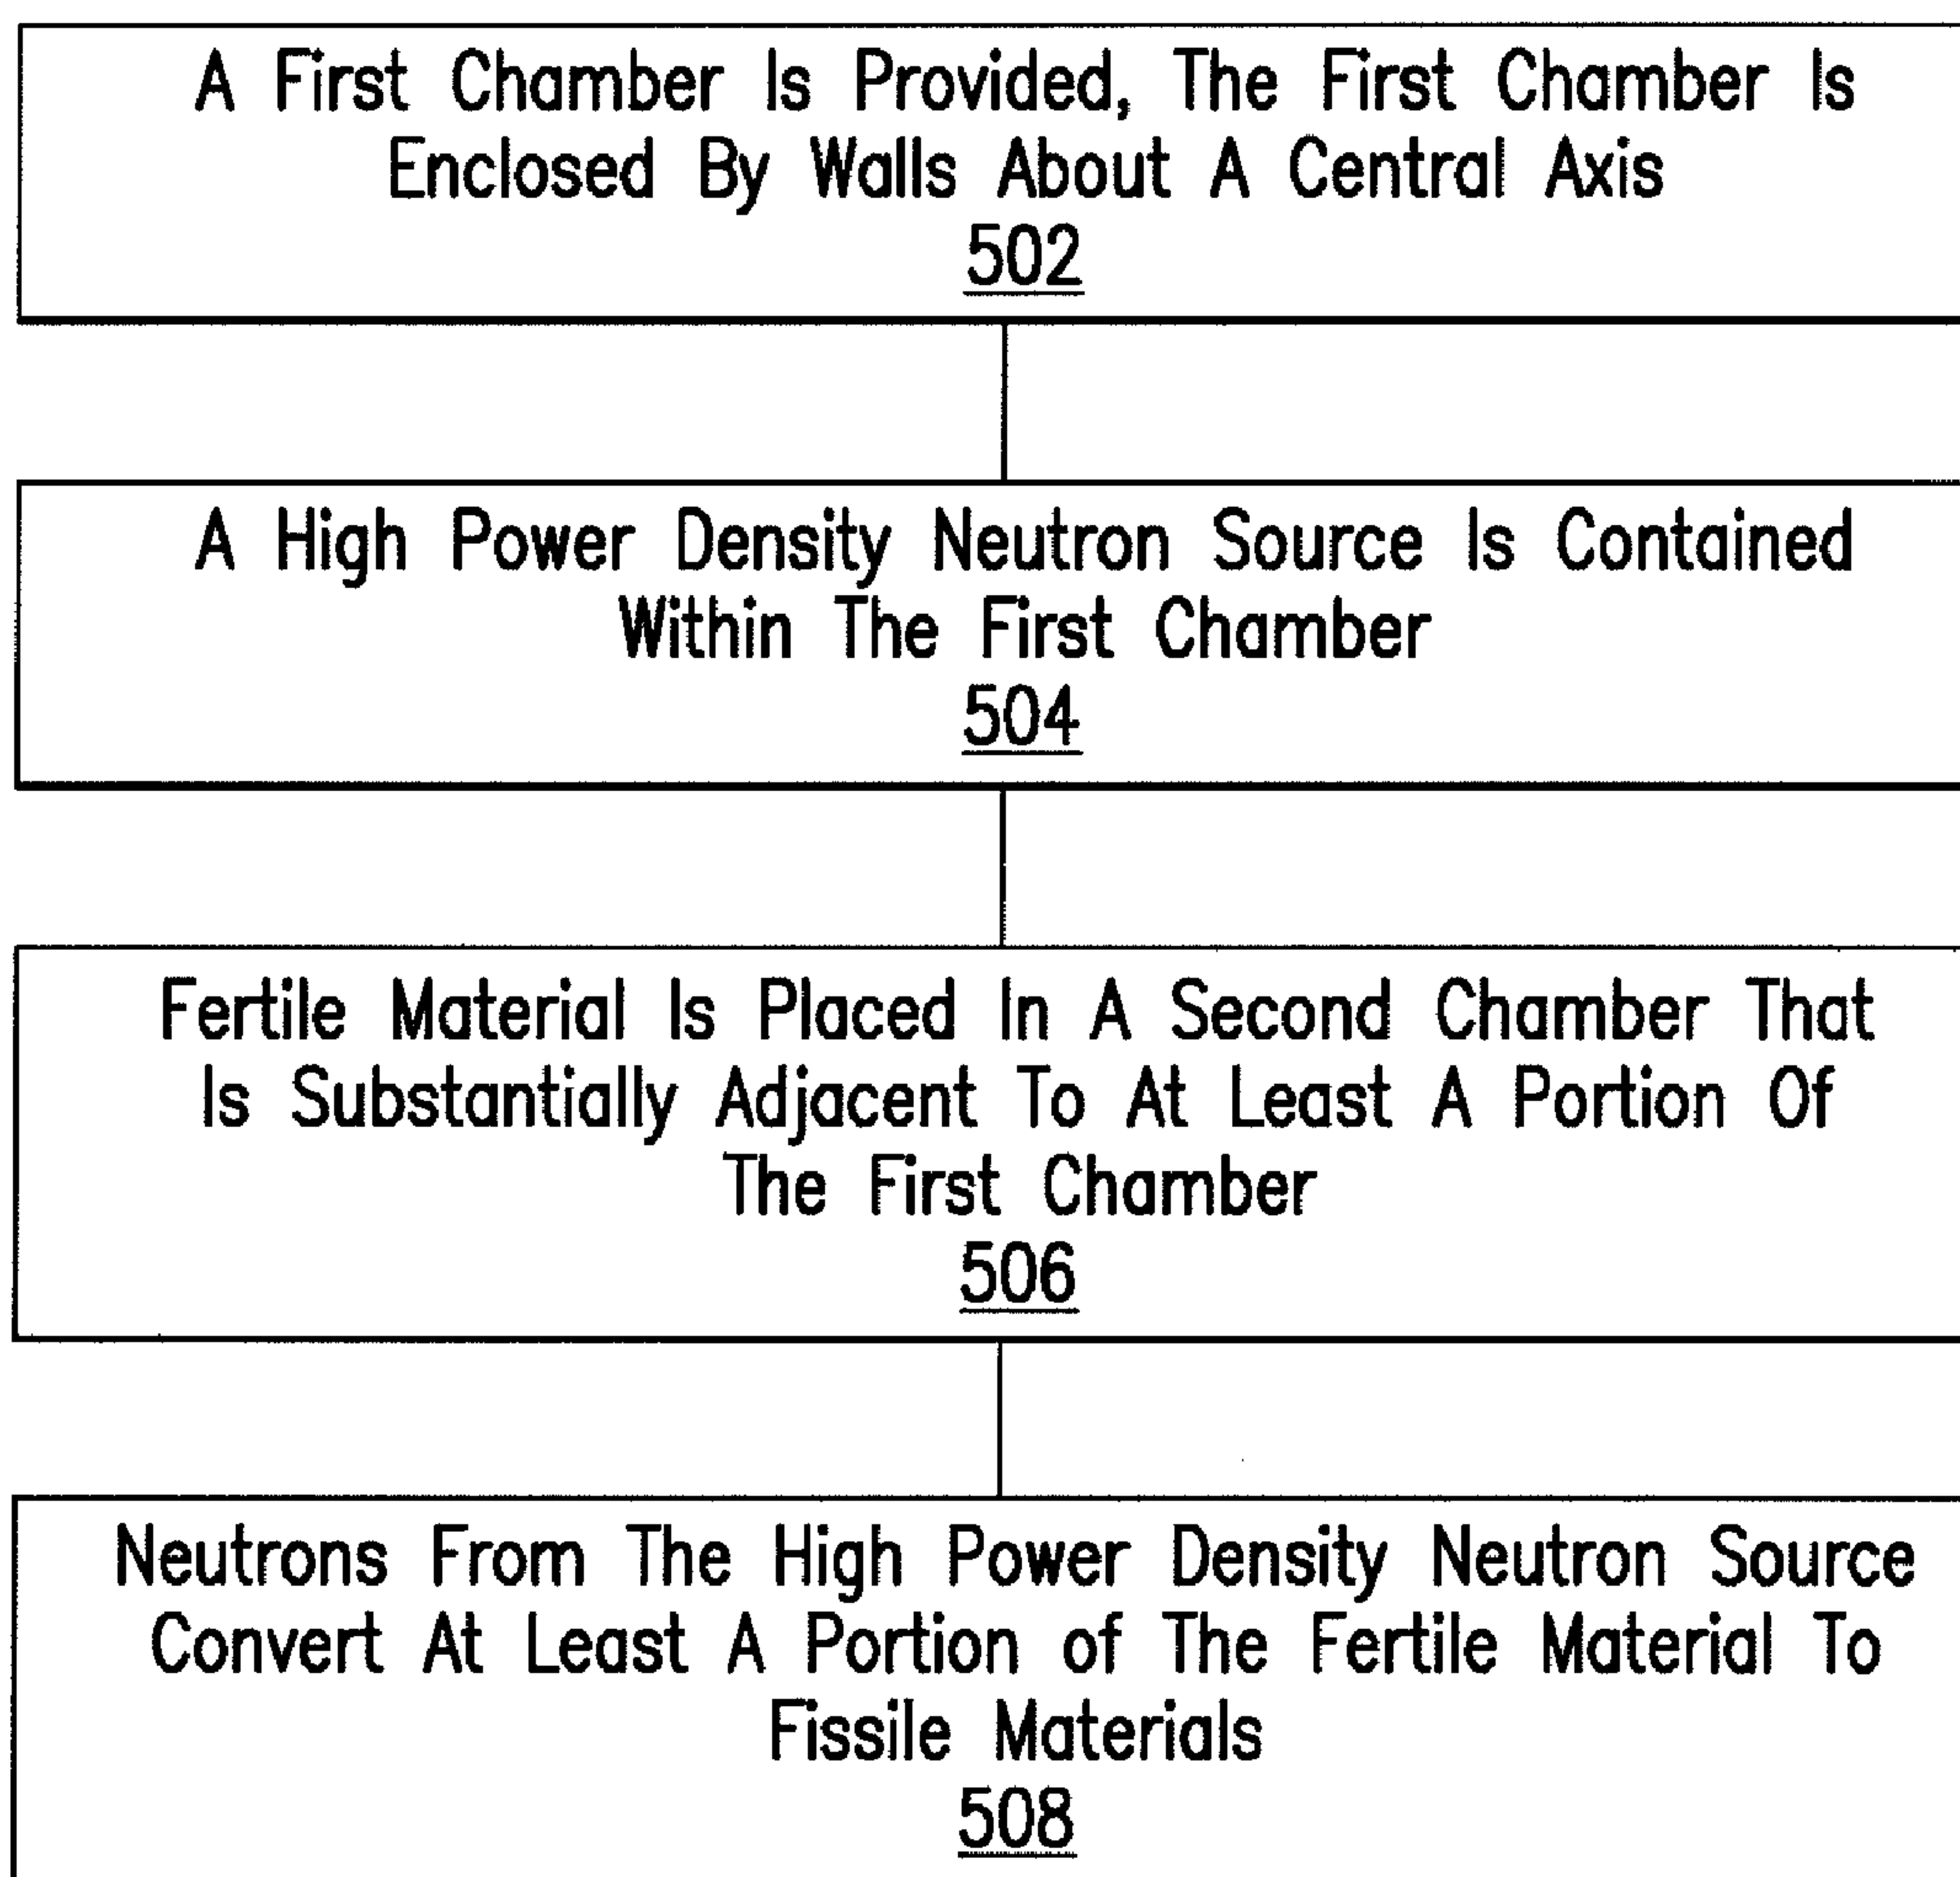 A First Chamber Is Provided, The First Chamber Is
Enclosed By Walls About A Central Axis
502
A High Power Density Neutron Source Is Contained
Within The First Chamber
504
Fertile Material Is Placed In A Second Chamber That
Is Substantially Adjacent To At Least A Portion Of
The First Chamber
506
Neutrons From The High Power Density Neutron Source
Convert At Least A Portion of The Fertile Material To
Fissile Materials
508